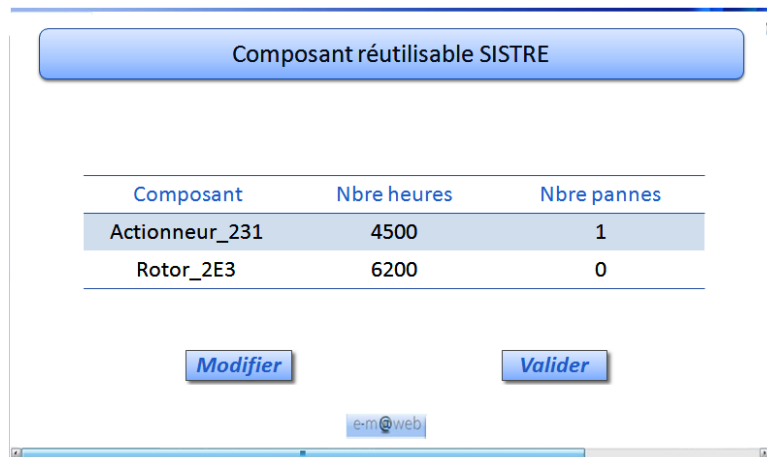 Composant réutilisable SISTRE
Composant Nbre heures Nbre pannes
Actionneur_231 4500 1
Rotor_2E3 6200 0
Modifier Valider
e-m@web